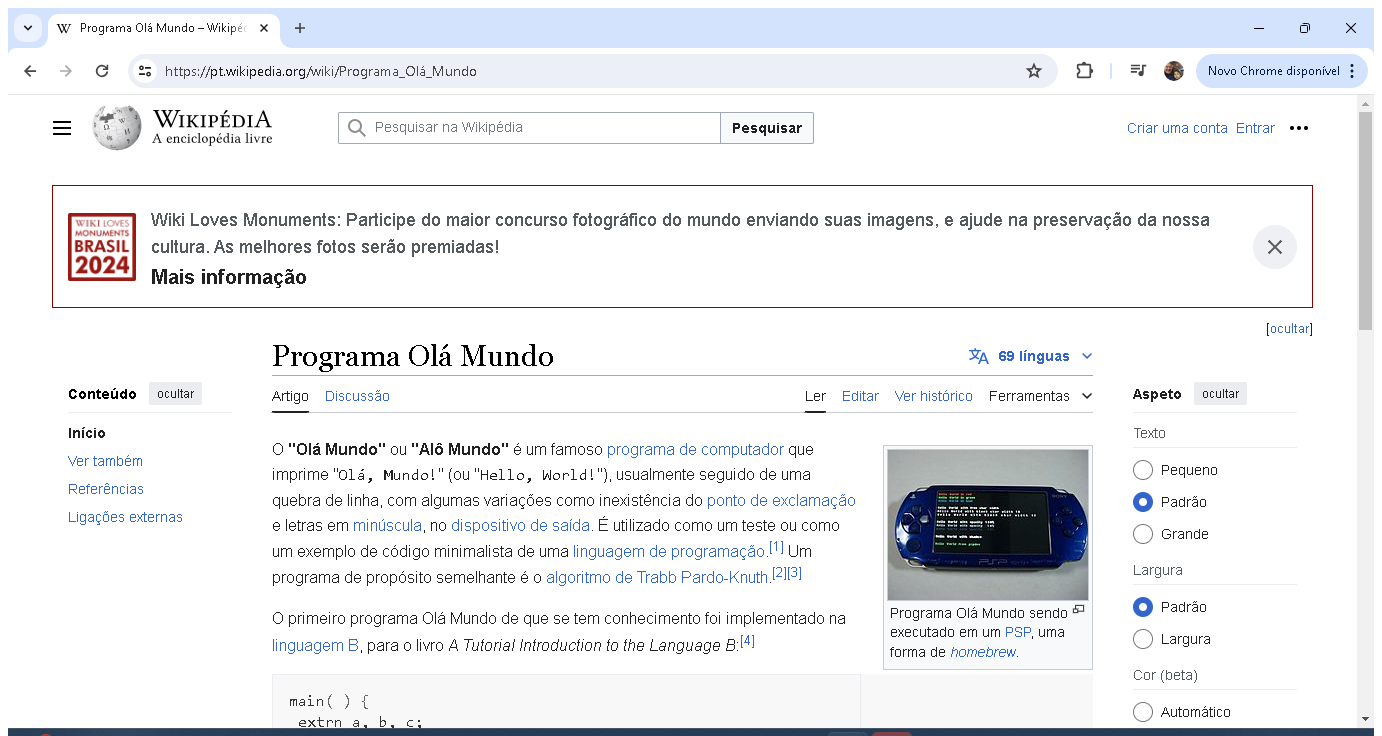 Programa Olá Mundo – Wikipéd
https://pt.wikipedia.org/wiki/Programa_Olá_Mundo
Novo Chrome disponível
WIKIPÉDIA
A enciclopédia livre
Pesquisar na Wikipédia
Pesquisar
Criar uma conta Entrar
WIKI LOVES
MONUMENTS
BRASIL
2024
Wiki Loves Monuments: Participe do maior concurso fotográfico do mundo enviando suas imagens, e ajude na preservação da nossa
cultura. As melhores fotos serão premiadas!
Mais informação
[ocultar]
Programa Olá Mundo
69 línguas
Conteúdo ocultar
Início
Ver também
Referências
Ligações externas
Artigo Discussão
Ler Editar Ver histórico Ferramentas
O "Olá Mundo" ou "Alô Mundo" é um famoso programa de computador que
imprime "Olá, Mundo!" (ou "Hello, World!"), usualmente seguido de uma
quebra de linha, com algumas variações como inexistência do ponto de exclamação
e letras em minúscula, no dispositivo de saída. É utilizado como um teste ou como
um exemplo de código minimalista de uma linguagem de programação.[1] Um
programa de propósito semelhante é o algoritmo de Trabb Pardo-Knuth.[2][3]
O primeiro programa Olá Mundo de que se tem conhecimento foi implementado na
linguagem B, para o livro A Tutorial Introduction to the Language B:[4]
main( ) {
extrn a, b, c;
SONY
PSP
Programa Olá Mundo sendo
executado em um PSP, uma
forma de homebrew.
Aspeto ocultar
Texto
Pequeno
Padrão
Grande
Largura
Padrão
Largura
Cor (beta)
Automático